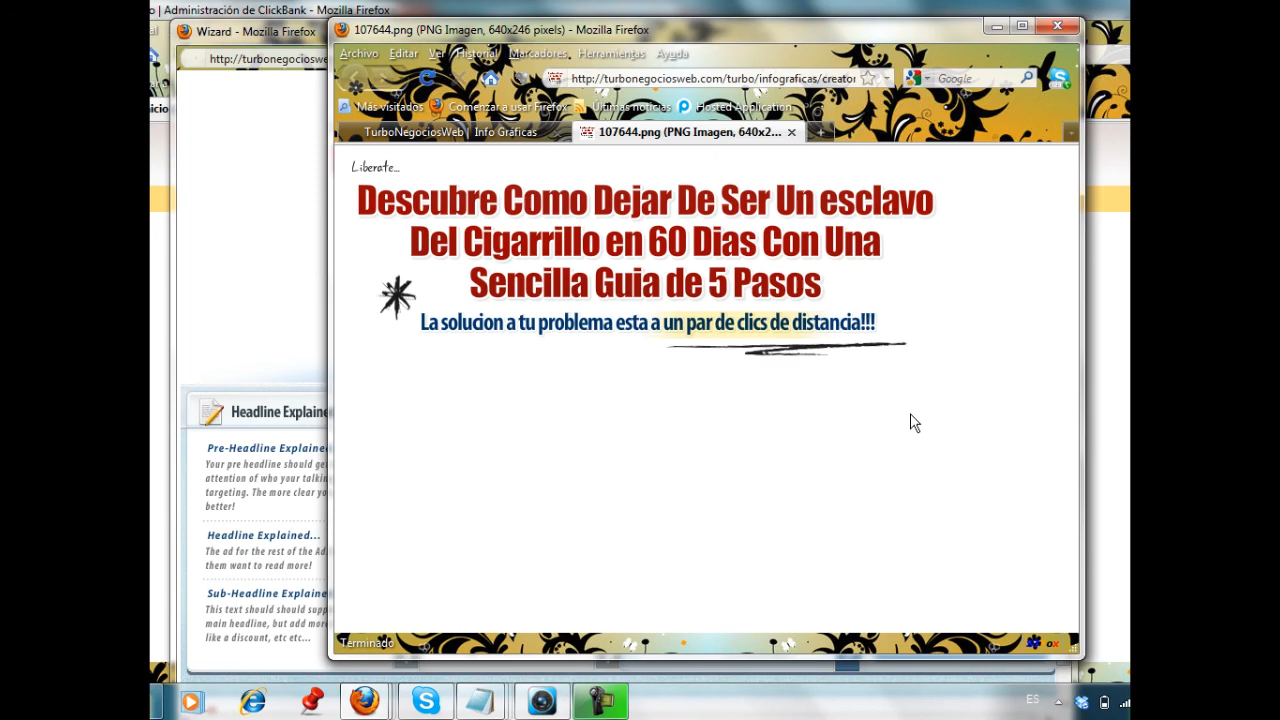 lo | Administración de ClickBank - Mozilla Firefox
Wizard - Mozilla Firefox
107644.png (PNG Imagen, 640x246 pixels) - Mozilla Firefox
http://turbonegocioswe
Archivo Editar Ver Historial Marcadores Herramientas Ayuda
http://turbonegociosweb.com/turbo/infograficas/creator
Google
Más visitados Comenzar a usar Firefox Últimas noticias Hosted Application
TurboNegociosWeb | Info Gráficas
107644.png (PNG Imagen, 640x2...
Liberate...
Descubre Como Dejar De Ser Un esclavo
Del Cigarrillo en 60 Dias Con Una
Sencilla Guia de 5 Pasos
La solucion a tu problema esta a un par de clics de distancia!!!
Headline Explaine
Pre-Headline Explained
Your pre headline should ge
attention of who your talkin
targeting. The more clear yo
better!
Headline Explained...
The ad for the rest of the Ad
them want to read more!
Sub-Headline Explaine
This text should should supp
main headline, but add more
like a discount, etc etc...
Terminado
ES